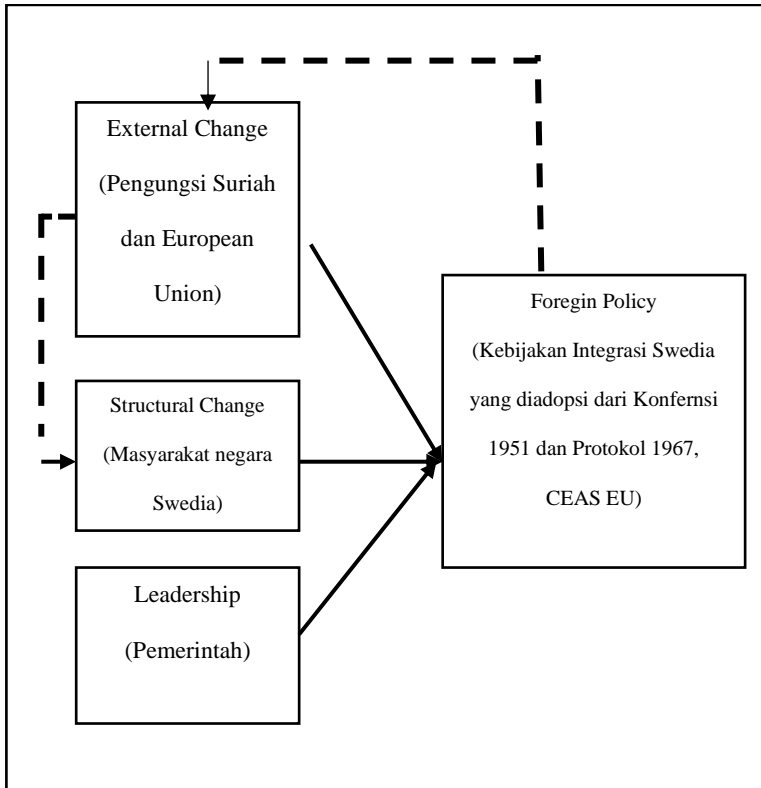 External Change
(Pengungsi Suriah
dan European
Union)
Structural Change
(Masyarakat negara
Swedia)
Leadership
(Pemerintah)
Foregin Policy
(Kebijakan Integrasi Swedia
yang diadopsi dari Konfernsi
1951 dan Protokol 1967,
CEAS EU)